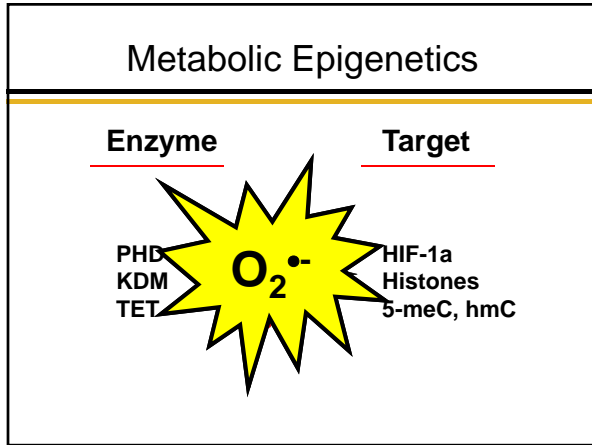 Metabolic Epigenetics
Enzyme Target
PHD HIF-1a
KDM O₂•- Histones
TET 5-meC, hmC